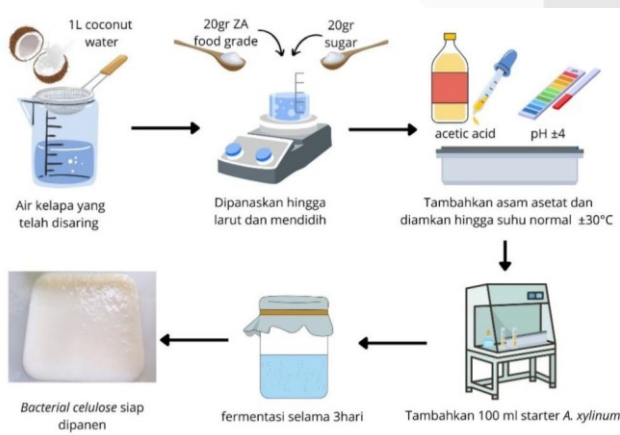 1L coconut
water
20gr ZA
food grade
20gr
sugar
acetic acid
pH ±4
Air kelapa yang
telah disaring
Dipanaskan hingga
larut dan mendidih
Tambahkan asam asetat dan
diamkan hingga suhu normal ±30°C
Bacterial celulose siap
dipanen
fermentasi selama 3hari
Tambahkan 100 ml starter A. xylinum